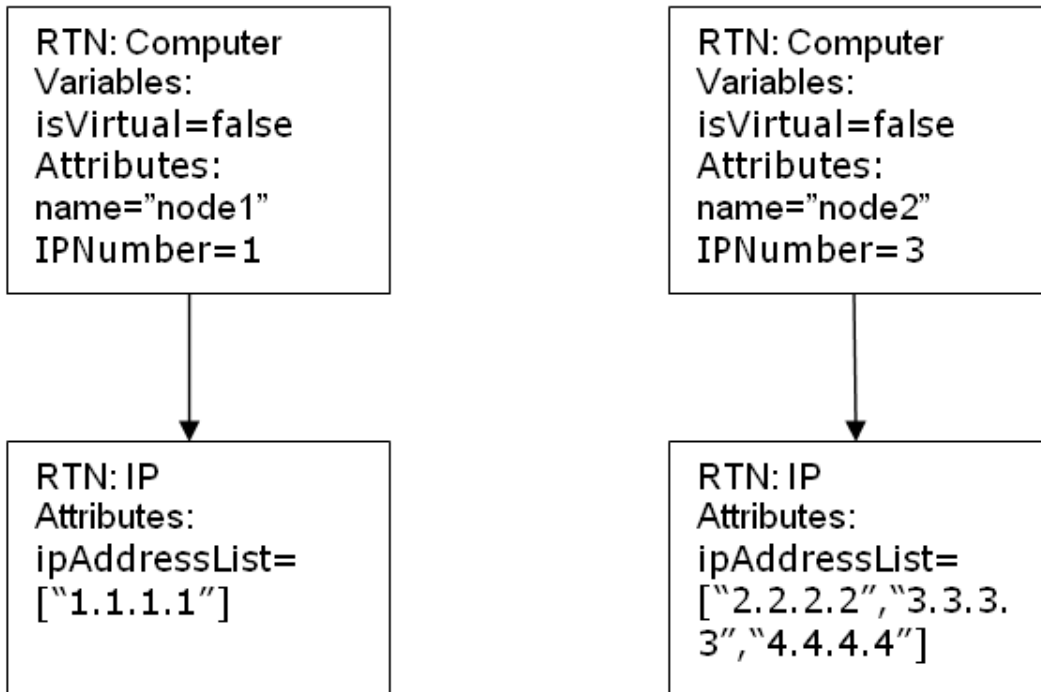 RTN: Computer
Variables:
isVirtual=false
Attributes:
name=”node1”
IPNumber=1
RTN: Computer
Variables:
isVirtual=false
Attributes:
name=”node2”
IPNumber=3
RTN: IP
Attributes:
ipAddressList=
[“1.1.1.1”]
RTN: IP
Attributes:
ipAddressList=
[“2.2.2.2”,“3.3.3.
3”,“4.4.4.4”]